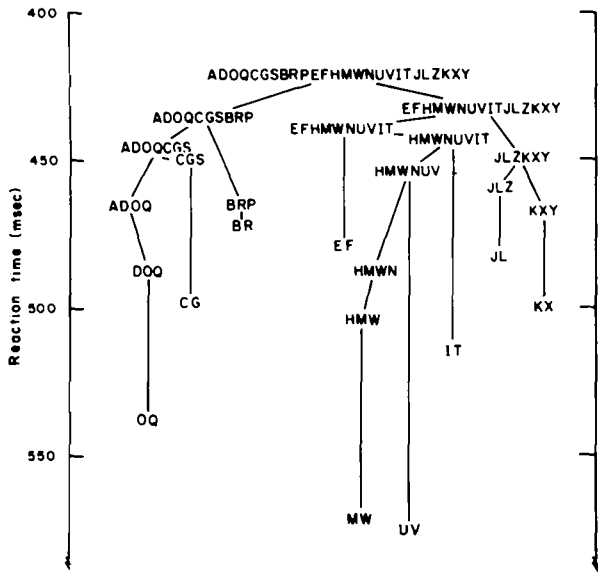 400
ADOQCGSBRPEFHMWNUVITJLZKXY
EFHMWNUVITJLZKXY
ADOQCGSBRP
EFHMWNUVIT
HMWNUVIT
ADOQCGS
450
CGS
JLZKXY
HMWNUV
JLZ
ADOQ
BRP
KXY
BR
EF
JL
DOQ
HMWN
CG
KX
500
HMW
IT
OQ
550
MW
UV
Reaction time (msec)